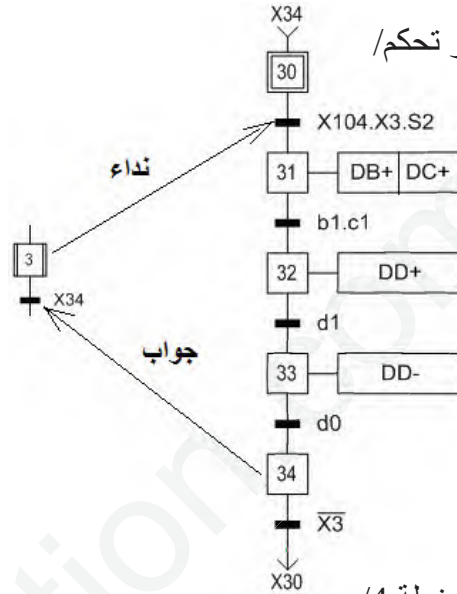 X34
تحكم/
30
X104.X3.S2
نداء
31 DB+ DC+
b1.c1
3
32 DD+
X34
d1
جواب
33 DD-
d0
34
X̅3̅
X30